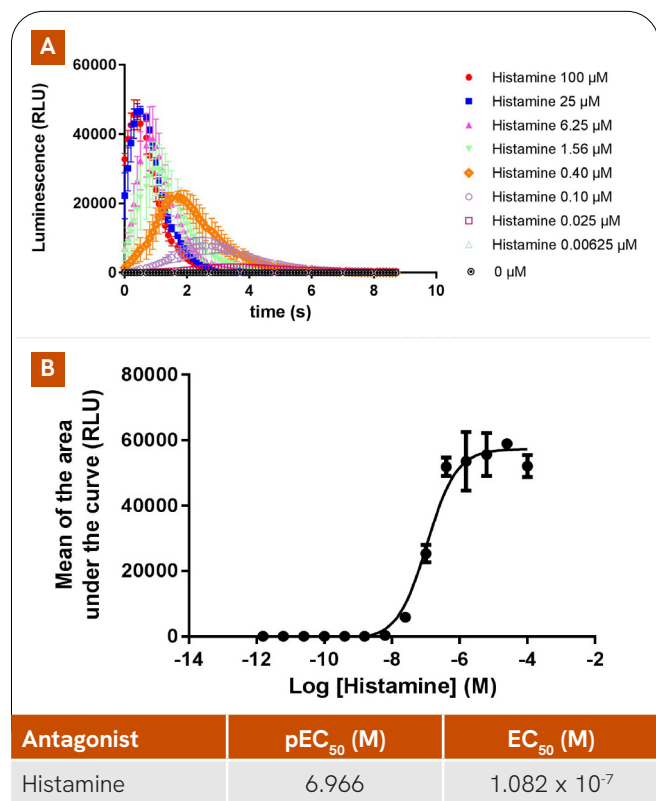 A
60000
40000
20000
0
Luminescence (RLU)
0 2 4 6 8 10
time (s)
Histamine 100 µM
Histamine 25 µM
Histamine 6.25 µM
Histamine 1.56 µM
Histamine 0.40 µM
Histamine 0.10 µM
Histamine 0.025 µM
Histamine 0.00625 µM
0 µM
B
80000
60000
40000
20000
0
Mean of the area
under the curve (RLU)
-14 -12 -10 -8 -6 -4 -2
Log [Histamine] (M)
Antagonist pEC₅₀ (M) EC₅₀ (M)
Histamine 6.966 1.082 x 10⁻⁷